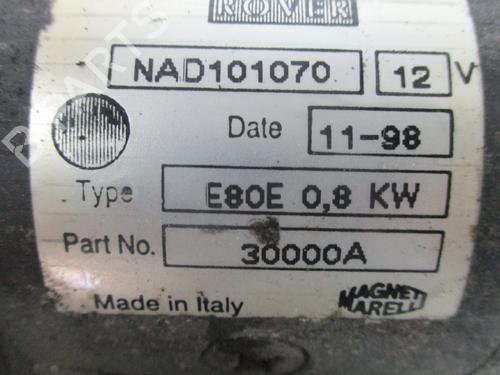 ROVER
NAD101070 12 V
Date 11-98
Type E80E 0,8 KW
Part No. 30000A
Made in Italy MAGNETI
MARELLI